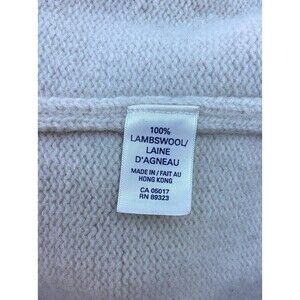 100%
LAMBSWOOL/
LAINE
D'AGNEAU
MADE IN / FAIT AU
HONG KONG
CA 05017
RN 89323